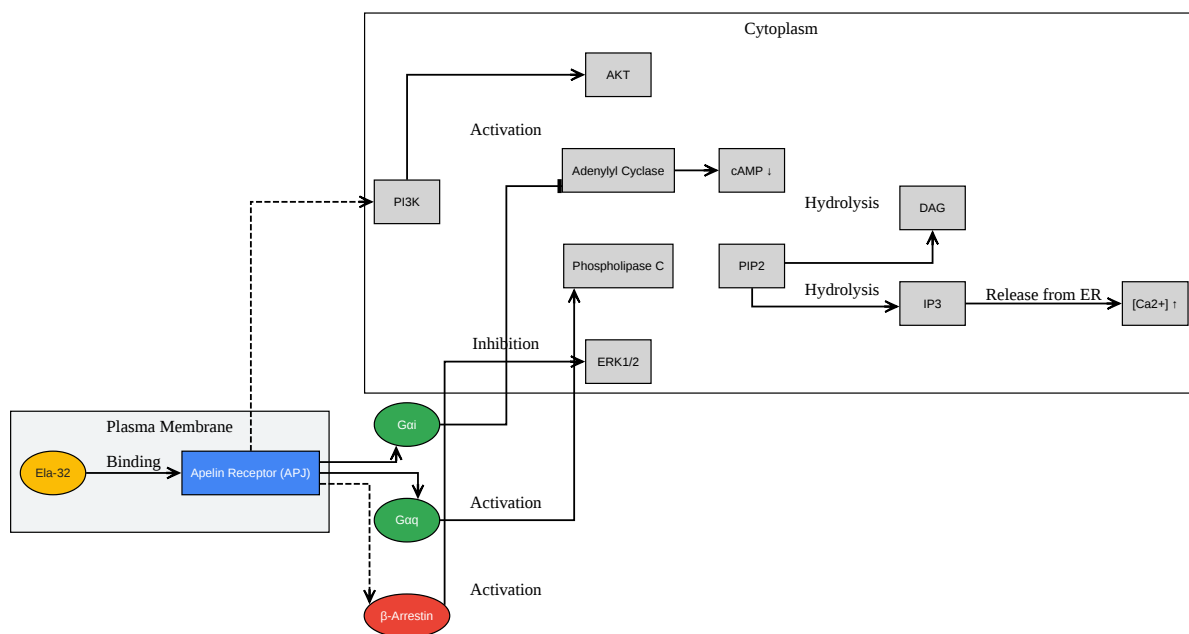 Cytoplasm
AKT
Activation
Adenylyl Cyclase
cAMP ↓
PI3K
Hydrolysis
DAG
Phospholipase C
PIP2
Hydrolysis
IP3
Release from ER
[Ca2+] ↑
Inhibition
ERK1/2
Plasma Membrane
Gαi
Binding
Ela-32
Apelin Receptor (APJ)
Activation
Gαq
Activation
β-Arrestin